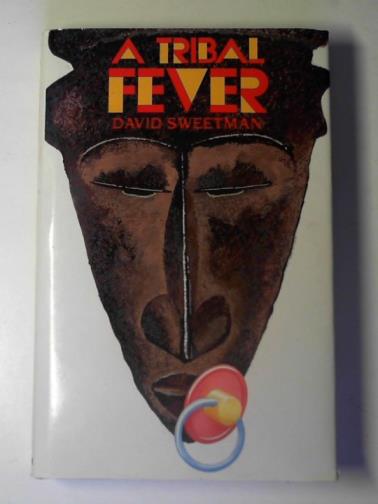 A TRIBAL
FEVER
DAVID SWEETMAN